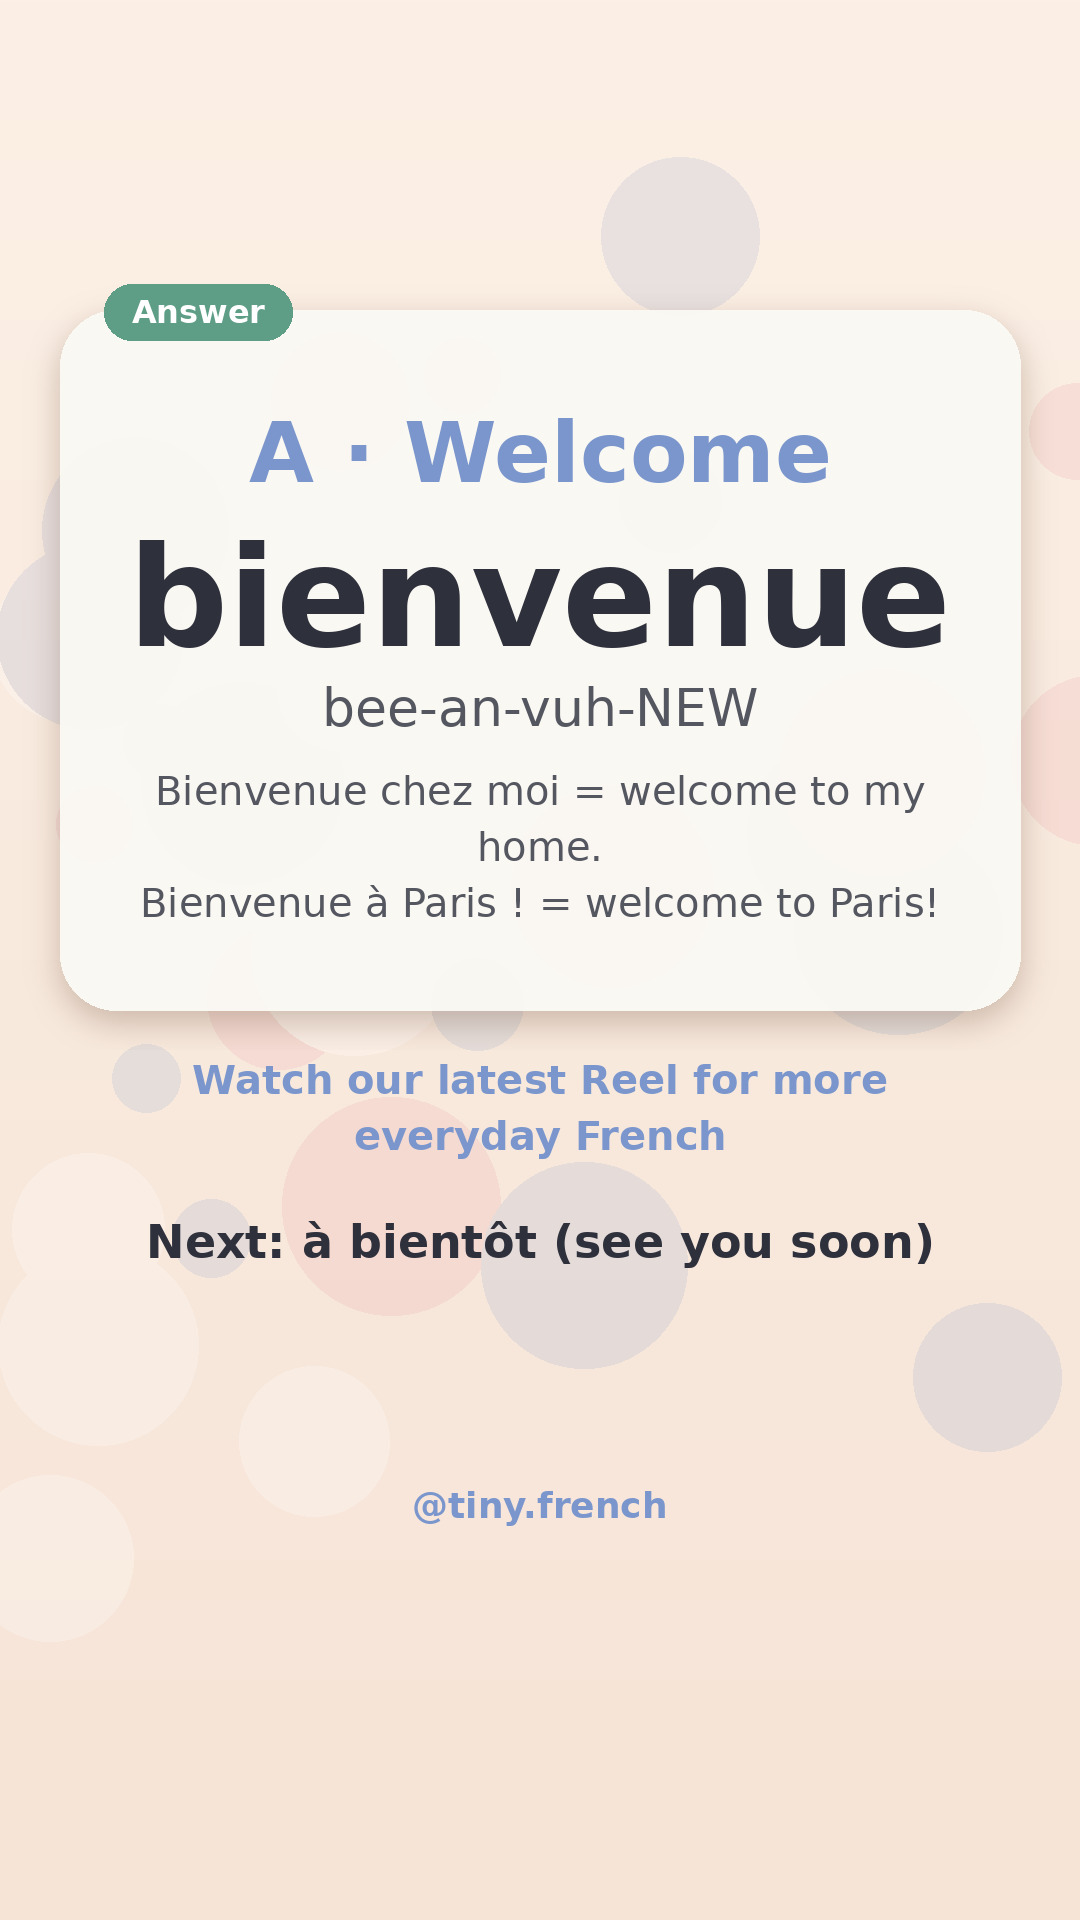 Answer
A · Welcome
bienvenue
bee-an-vuh-NEW
Bienvenue chez moi = welcome to my
home.
Bienvenue à Paris ! = welcome to Paris!
Watch our latest Reel for more
everyday French
Next: à bientôt (see you soon)
@tiny.french